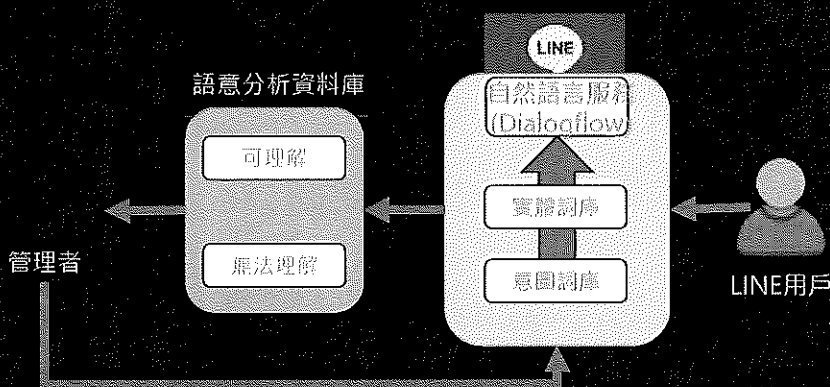 LINE
語意分析資料庫
自然語言服務
(Dialogflow)
可理解
實體詞庫
管理者
無法理解
意圖詞庫
LINE用戶